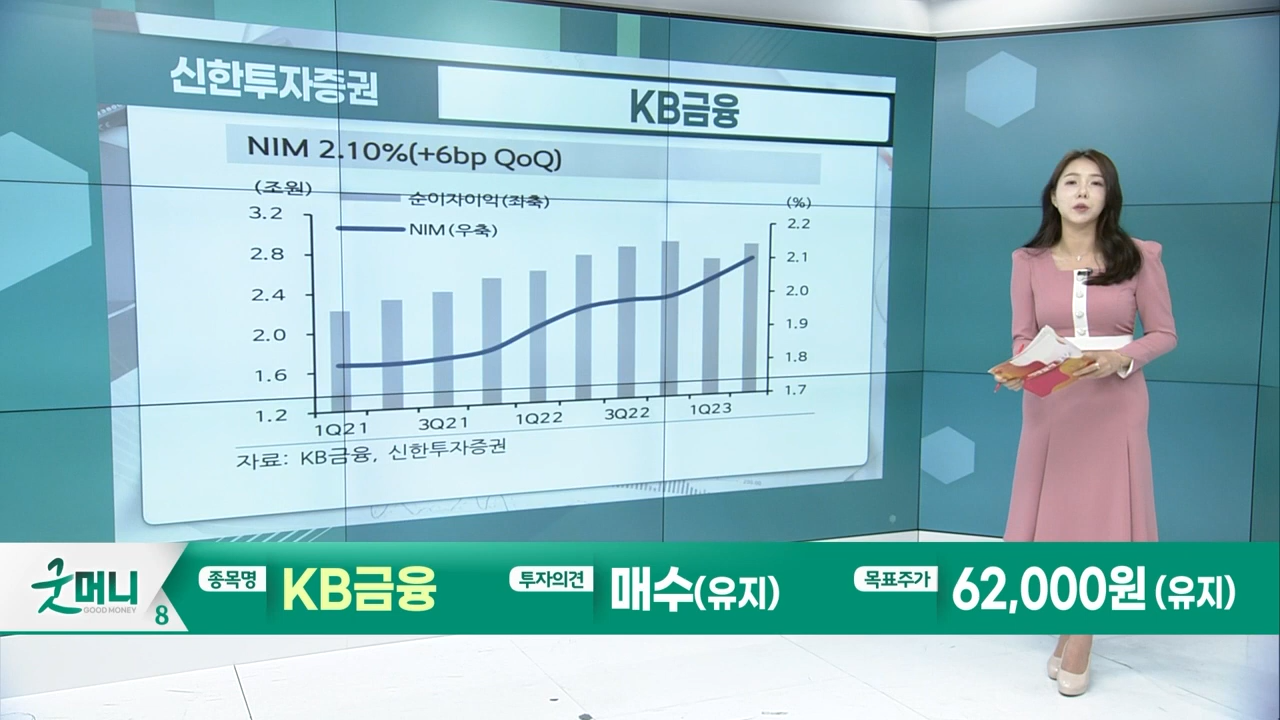 신한투자증권
KB금융
NIM 2.10%(+6bp QoQ)
(조원)
(%)
순이자이익(좌축)
NIM(우축)
3.2
2.8
2.4
2.0
1.6
1.2
2.2
2.1
2.0
1.9
1.8
1.7
1Q21
3Q21
1Q22
3Q22
1Q23
자료: KB금융, 신한투자증권
굿머니
GOOD MONEY
8
종목명 KB금융
투자의견 매수(유지)
목표주가 62,000원 (유지)